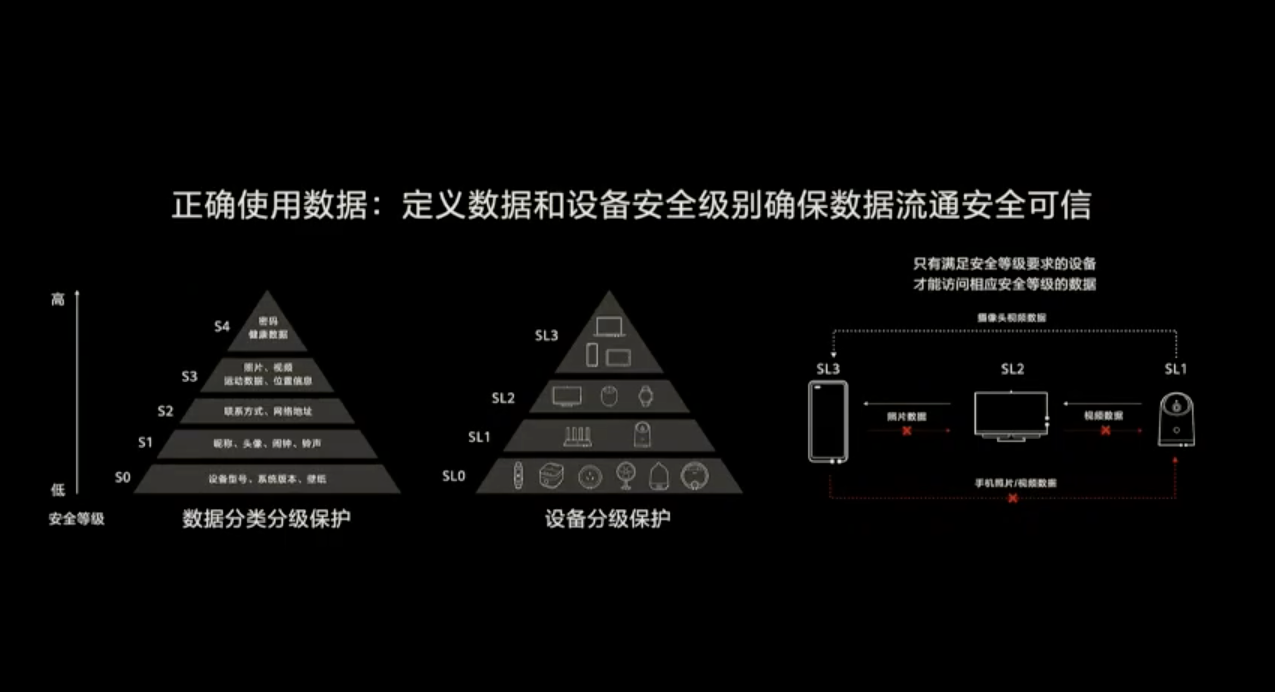 正确使用数据：定义数据和设备安全级别确保数据流通安全可信
高
低
安全等级
S4
密码
健康数据
S3
照片、视频
运动数据、位置信息
S2
联系方式、网络地址
S1
昵称、头像、闹钟、铃声
S0
设备型号、系统版本、壁纸
数据分类分级保护
SL3
SL2
SL1
SL0
设备分级保护
只有满足安全等级要求的设备
才能访问相应安全等级的数据
摄像头视频数据
SL3
SL2
SL1
照片数据
视频数据
手机照片/视频数据